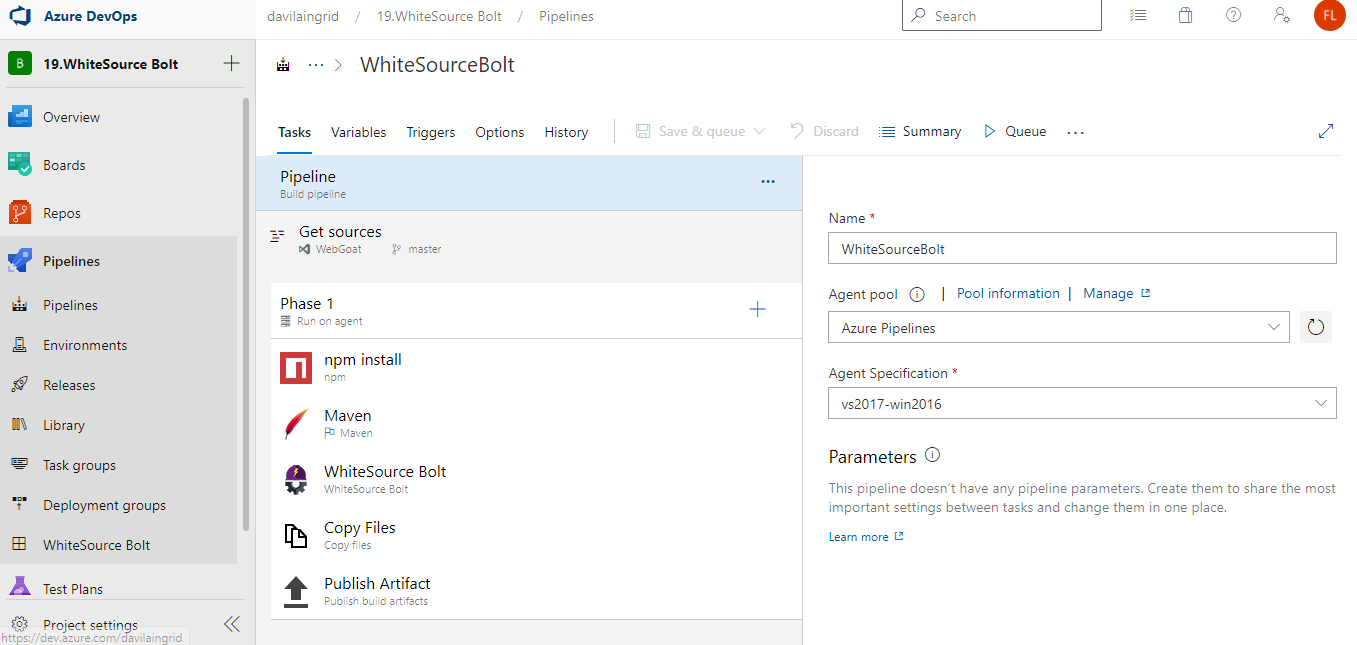 Azure DevOps
davilaingrid / 19.WhiteSource Bolt / Pipelines
Search
FL
B 19.WhiteSource Bolt
Overview
Boards
Repos
Pipelines
Pipelines
Environments
Releases
Library
Task groups
Deployment groups
WhiteSource Bolt
Test Plans
Project settings
https://dev.azure.com/davilaingrid
... > WhiteSourceBolt
Tasks Variables Triggers Options History Save & queue Discard Summary Queue ...
Pipeline
Build pipeline
Get sources
WebGoat master
Phase 1
Run on agent
npm install
npm
Maven
Maven
WhiteSource Bolt
WhiteSource Bolt
Copy Files
Copy files
Publish Artifact
Publish build artifacts
Name *
WhiteSourceBolt
Agent pool | Pool information | Manage
Azure Pipelines
Agent Specification *
vs2017-win2016
Parameters
This pipeline doesn't have any pipeline parameters. Create them to share the most
important settings between tasks and change them in one place.
Learn more